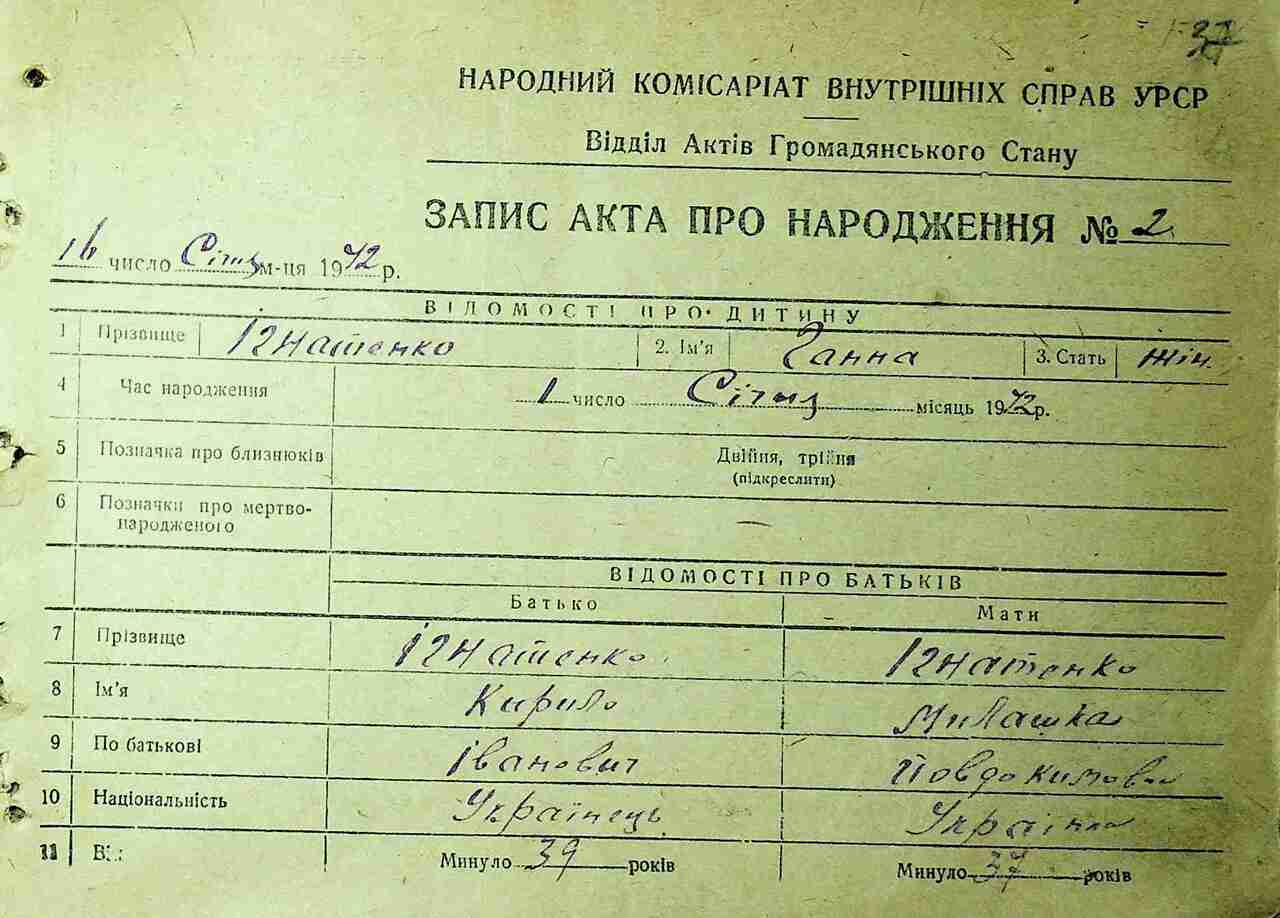 37
НАРОДНИЙ КОМІСАРІАТ ВНУТРІШНІХ СПРАВ УРСР
Відділ Актів Громадянського Стану
ЗАПИС АКТА ПРО НАРОДЖЕННЯ № 2
16 число Січня м-ця 1942 р.
ВІДОМОСТІ ПРО ДИТИНУ
1 Прізвище Ігнатенко 2. Ім'я Ганна 3. Стать жін.
4 Час народження 1 число Січня місяць 1942р.
5 Позначка про близнюків Двійня, трійня
(підкреслити)
6 Позначки про мертво-
народженого —
ВІДОМОСТІ ПРО БАТЬКІВ
Батько Мати
7 Прізвище Ігнатенко Ігнатенко
8 Ім'я Кирило Милашка
9 По батькові Іванович Йовдокимовна
10 Національність Українець Українка
11 Вік Минуло 39 років Минуло 37 років